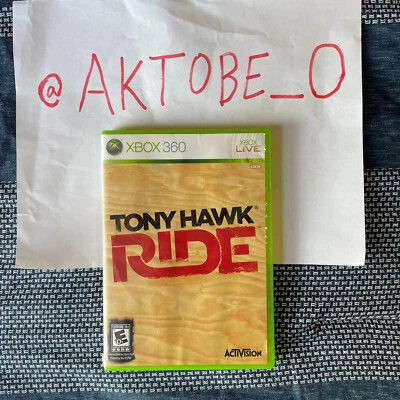 @AKTOBE_O
XBOX 360
XBOX
LIVE
TONY HAWK
RIDE
E
ACTIVISION